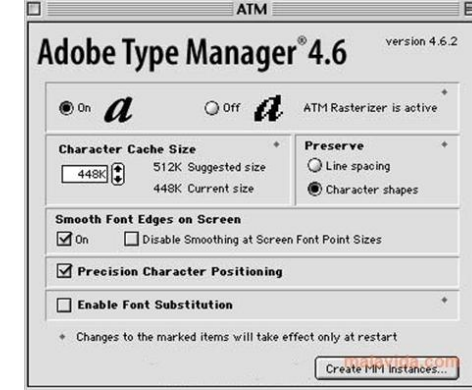 ATM
Adobe Type Manager® 4.6 version 4.6.2
On a Off a ATM Rasterizer is active
Character Cache Size
448K 512K Suggested size
448K Current size
Preserve
Line spacing
Character shapes
Smooth Font Edges on Screen
On Disable Smoothing at Screen Font Point Sizes
Precision Character Positioning
Enable Font Substitution
Changes to the marked items will take effect only at restart
Create MM Instances...
malavida.com